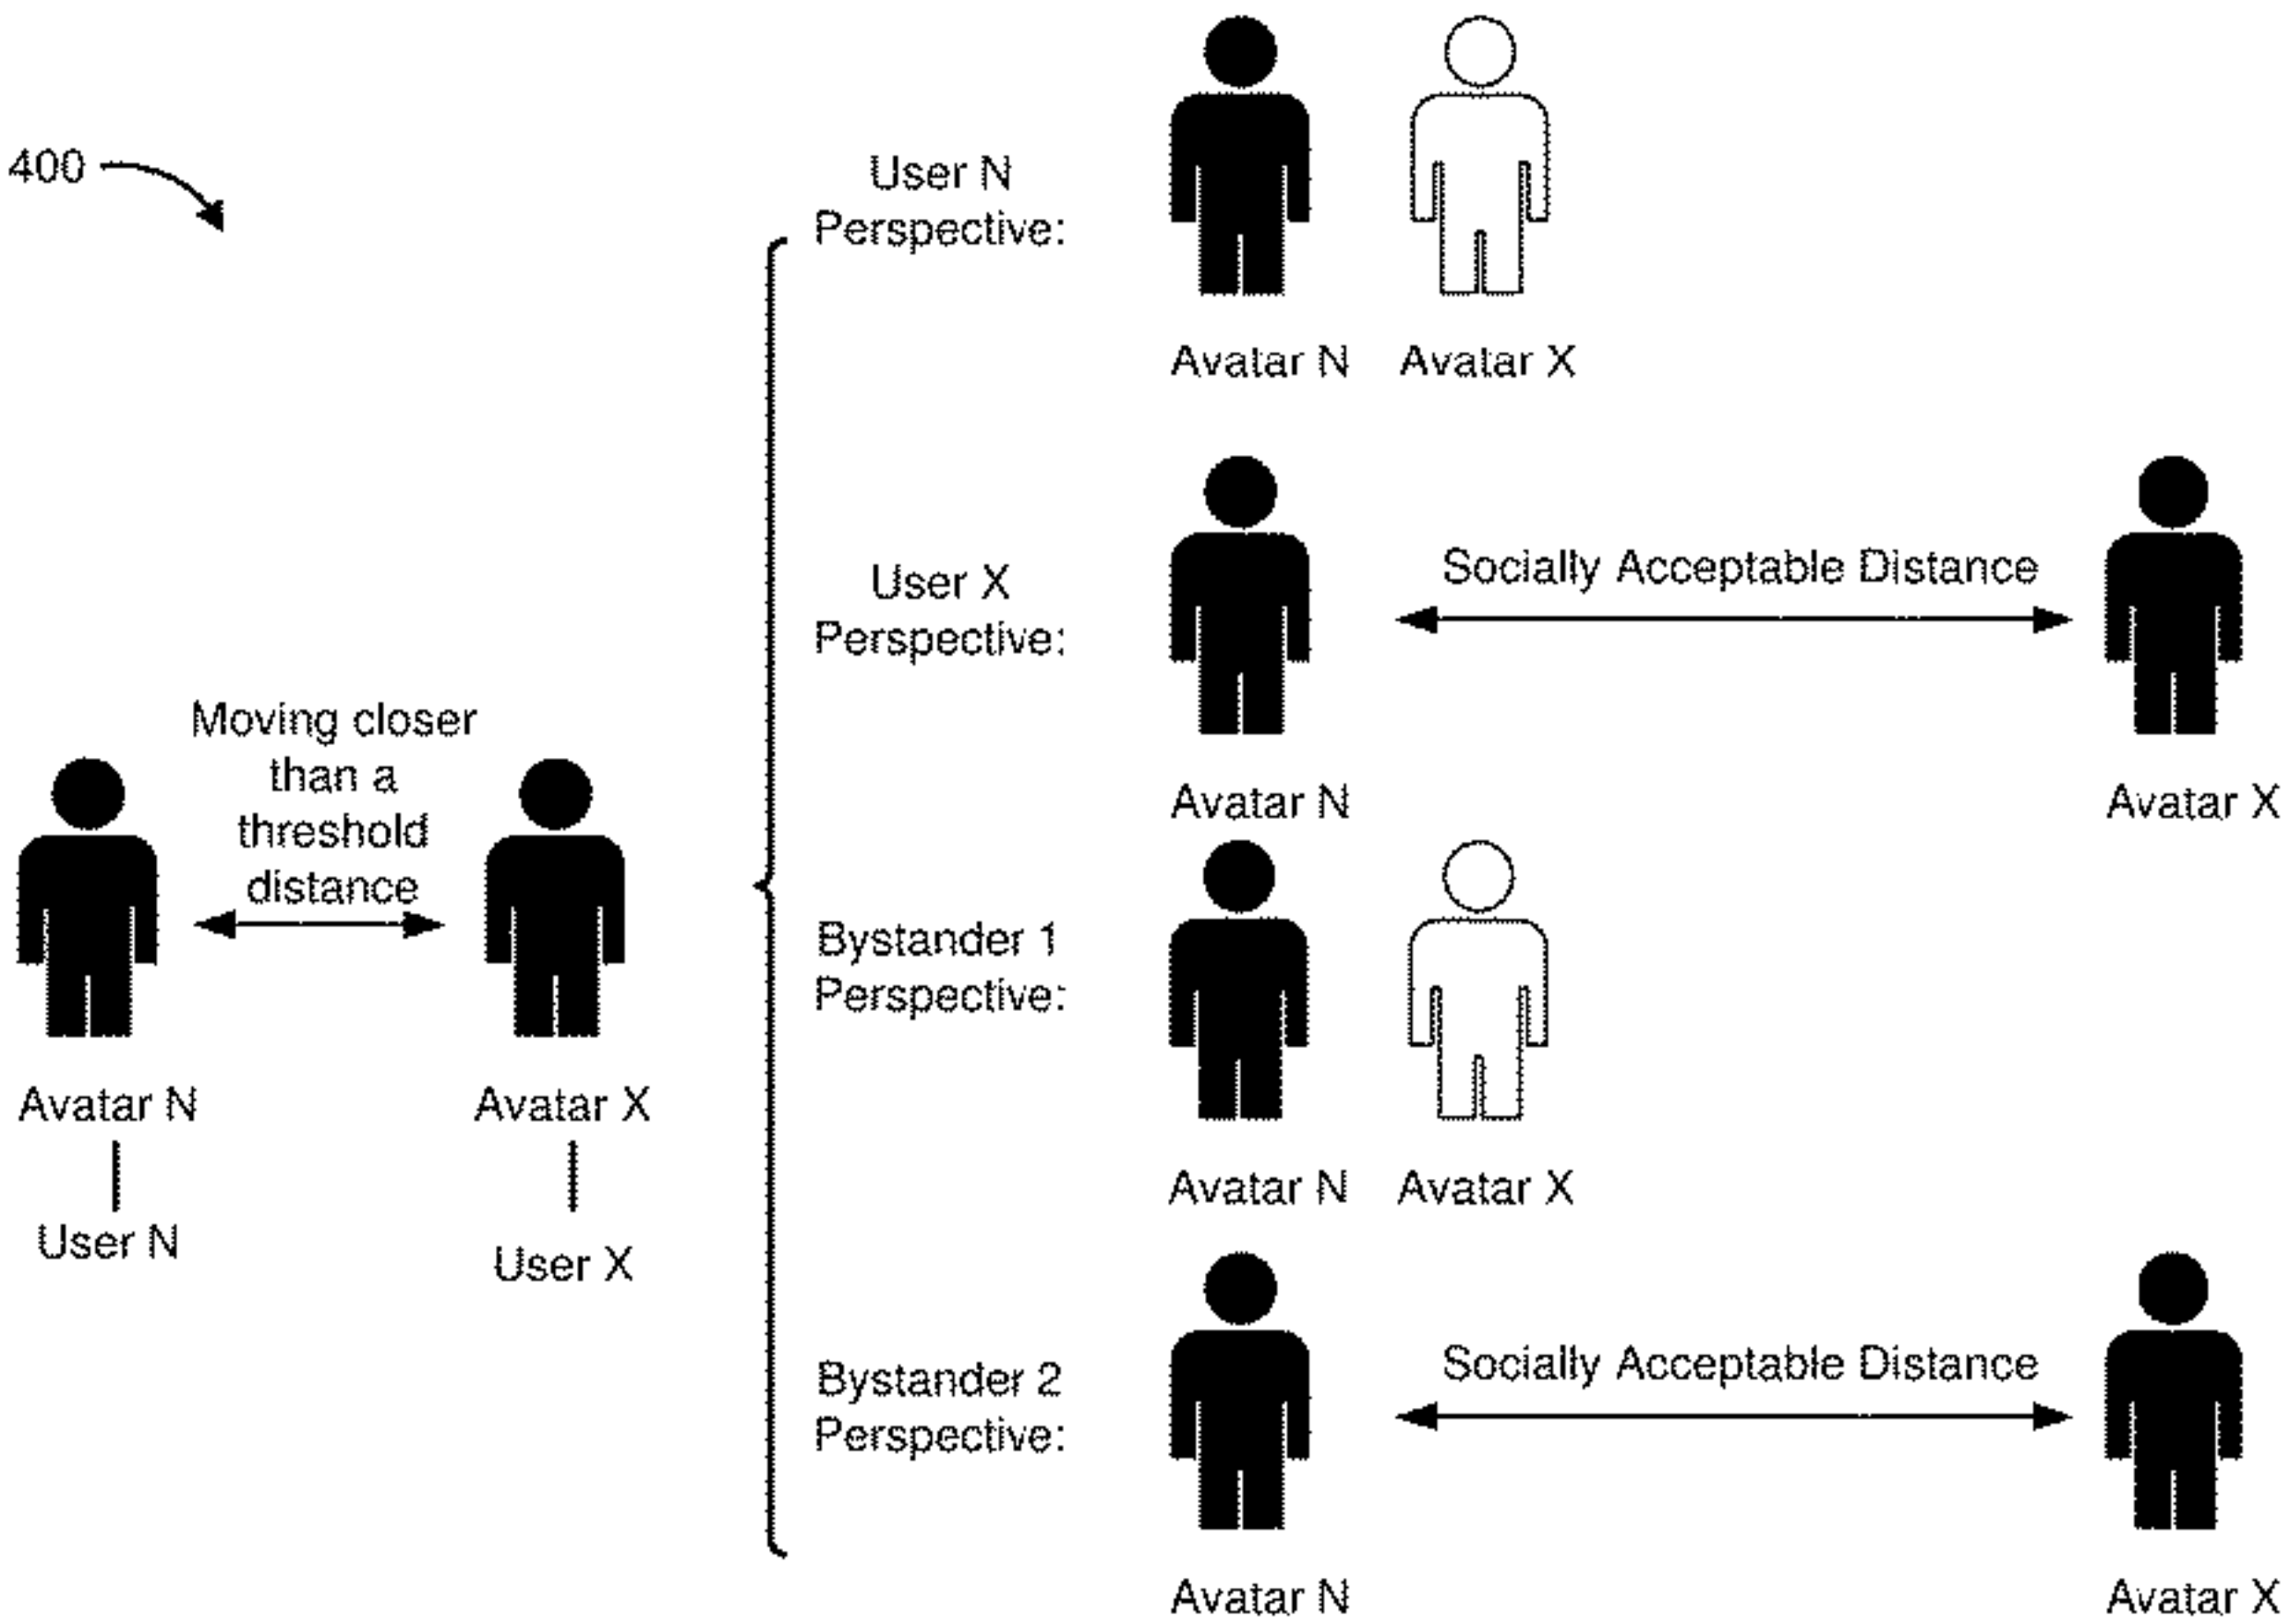 400
User N
Perspective:
Avatar N
Avatar X
User X
Perspective:
Socially Acceptable Distance
Avatar N
Avatar X
Moving closer
than a
threshold
distance
Avatar N
Avatar X
User N
User X
Bystander 1
Perspective:
Avatar N
Avatar X
Bystander 2
Perspective:
Socially Acceptable Distance
Avatar N
Avatar X